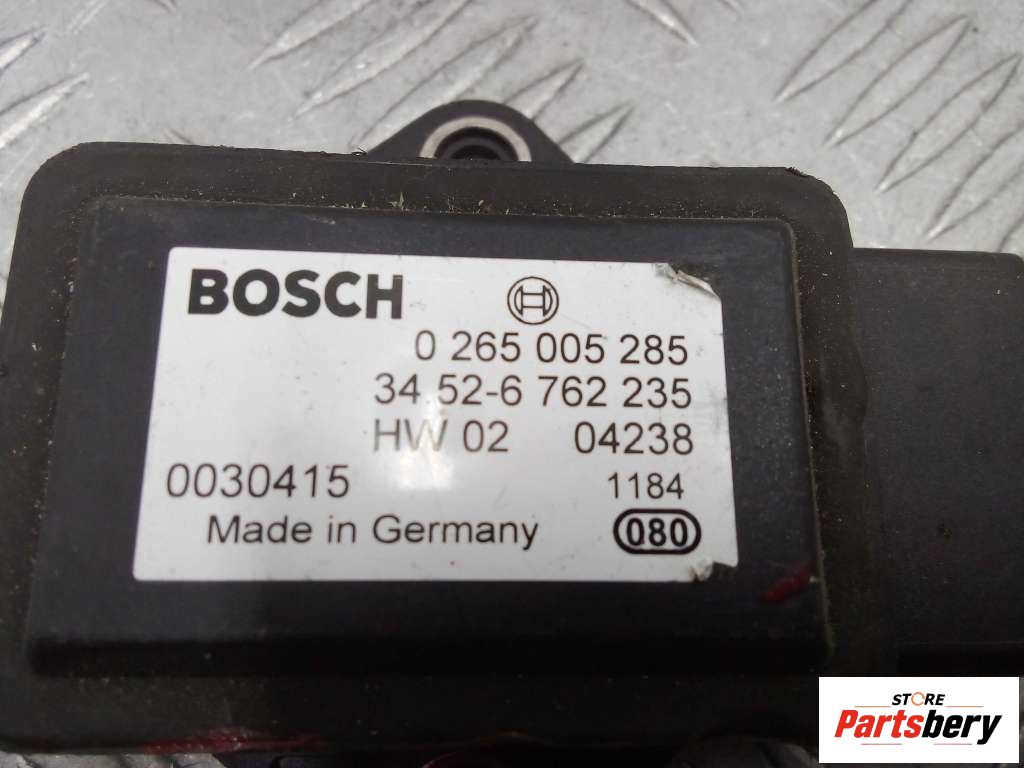 BOSCH
0 265 005 285
34.52-6 762 235
HW 02 04238
0030415 1184
Made in Germany 080
STORE
Partsbery